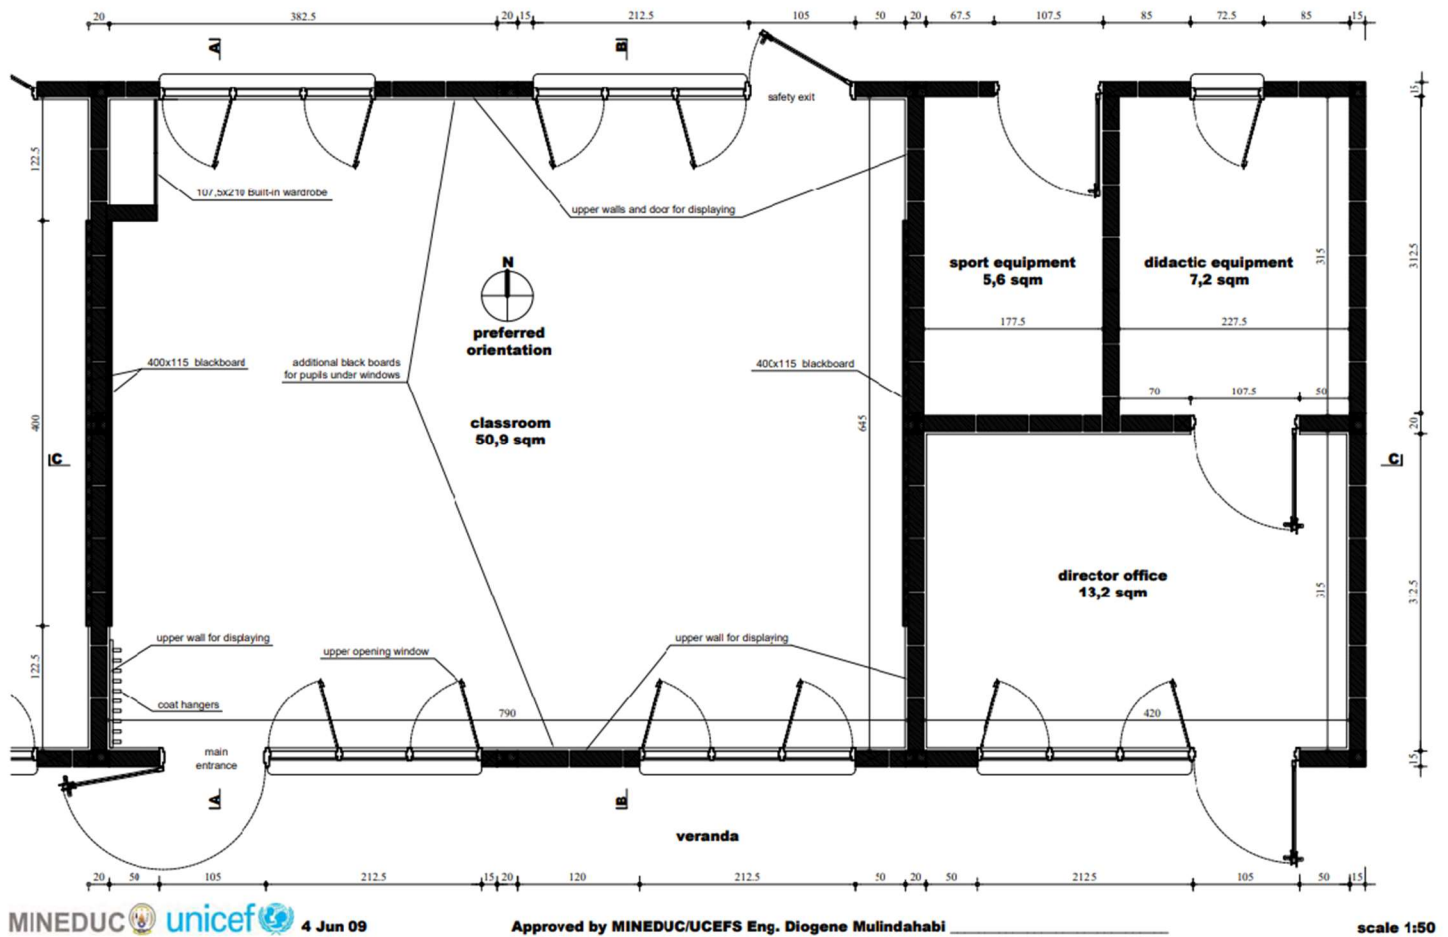 20 382.5 20 15 212.5 105 50 20 67.5 107.5 85 72.5 85 15
A B
safety exit
15
122.5
107,5x210 Built-in wardrobe
upper walls and door for displaying
N
preferred
orientation
sport equipment
5,6 sqm
didactic equipment
7,2 sqm
315
312.5
177.5 227.5
400x115 blackboard
additional black boards
for pupils under windows
400x115 blackboard
70 107.5 50
400
classroom
50,9 sqm
645
20
C C
director office
13,2 sqm
315
312.5
122.5
upper wall for displaying
upper opening window
upper wall for displaying
coat hangers
790 420
main
entrance
15
A B
veranda
20 50 105 212.5 15 20 120 212.5 50 20 50 212.5 105 50 15
MINEDUC unicef 4 Jun 09 Approved by MINEDUC/UCEFS Eng. Diogene Mulindahabi scale 1:50